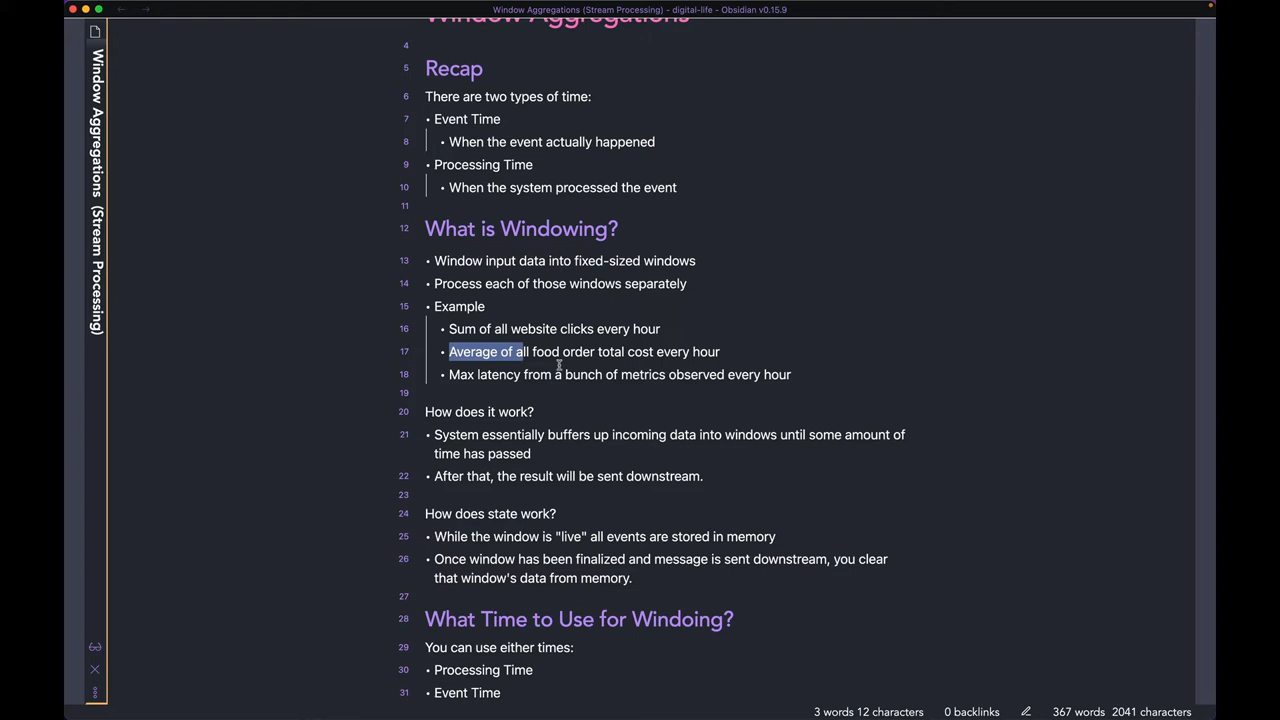 Window Aggregations (Stream Processing) - digital-life - Obsidian v0.15.9
Window Aggregations (Stream Processing)
Window Aggregations
4
5 Recap
6 There are two types of time:
7 • Event Time
8 • When the event actually happened
9 • Processing Time
10 • When the system processed the event
11
12 What is Windowing?
13 • Window input data into fixed-sized windows
14 • Process each of those windows separately
15 • Example
16 • Sum of all website clicks every hour
17 • Average of all food order total cost every hour
18 • Max latency from a bunch of metrics observed every hour
19
20 How does it work?
21 • System essentially buffers up incoming data into windows until some amount of
time has passed
22 • After that, the result will be sent downstream.
23
24 How does state work?
25 • While the window is "live" all events are stored in memory
26 • Once window has been finalized and message is sent downstream, you clear
that window's data from memory.
27
28 What Time to Use for Windoing?
29 You can use either times:
30 • Processing Time
31 • Event Time
3 words 12 characters 0 backlinks 367 words 2041 characters